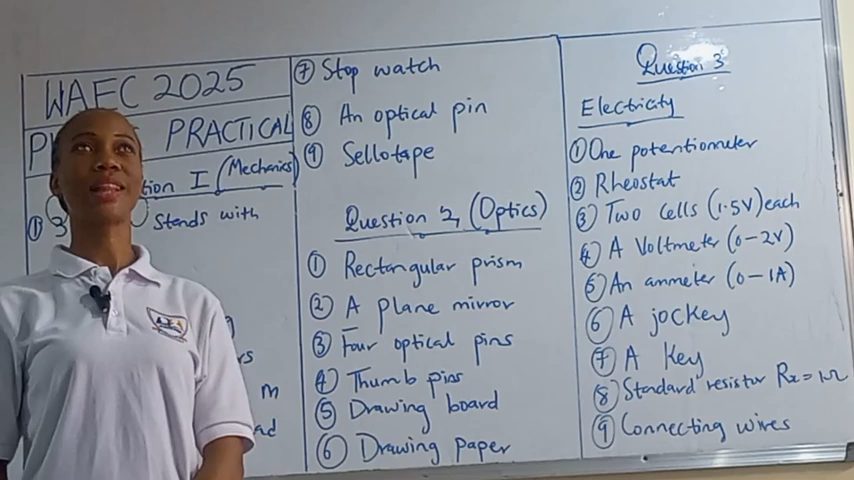 WAEC 2025
PRACTICAL
I (Mechanics)
① 3 Stands with
m
⑦ Stop watch
⑧ An optical pin
⑨ Sellotape
Question 2, (Optics)
① Rectangular prism
② A plane mirror
③ Four optical pins
④ Thumb pins
⑤ Drawing board
⑥ Drawing paper
Question 3
Electricity
① One potentiometer
② Rheostat
③ Two cells (1.5V) each
④ A Voltmeter (0-2V)
⑤ An ammeter (0-1A)
⑥ A jockey
⑦ A key
⑧ Standard resistor Rx=1Ω
⑨ Connecting wires